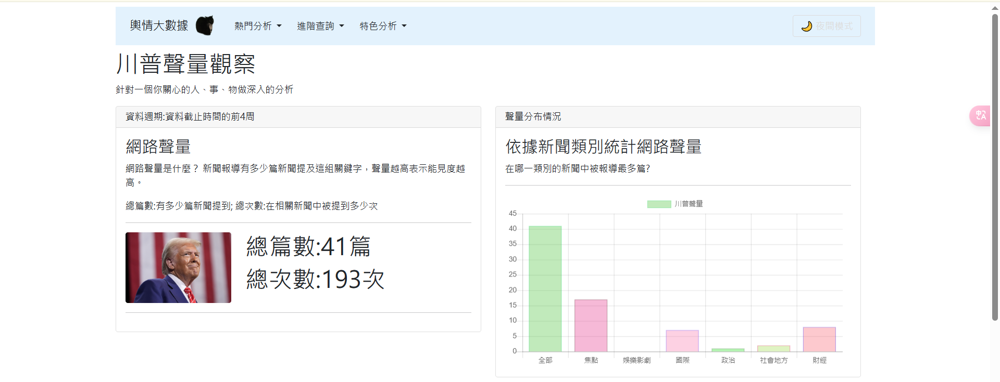 輿情大數據
熱門分析
進階查詢
特色分析
夜間模式
川普聲量觀察
針對一個你關心的人、事、物做深入的分析
資料週期:資料截止時間的前4周
網路聲量
網路聲量是什麼？ 新聞報導有多少篇新聞提及這組關鍵字，聲量越高表示能見度越
高。
總篇數:有多少篇新聞提到; 總次數:在相關新聞中被提到多少次
總篇數:41篇
總次數:193次
聲量分布情況
依據新聞類別統計網路聲量
在哪一類別的新聞中被報導最多篇?
川普聲量
45
40
35
30
25
20
15
10
5
0
全部
焦點
娛樂影劇
國際
政治
社會地方
財經
中
A